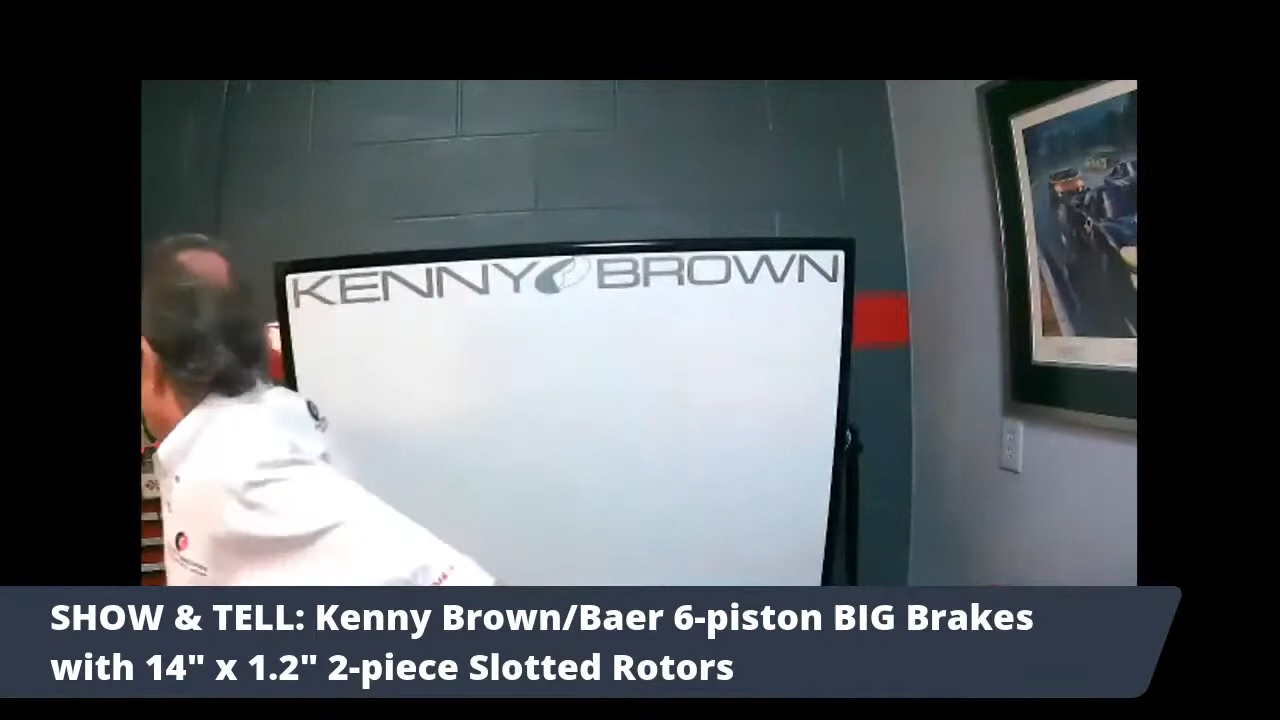 KENNY BROWN
SHOW & TELL: Kenny Brown/Baer 6-piston BIG Brakes
with 14" x 1.2" 2-piece Slotted Rotors